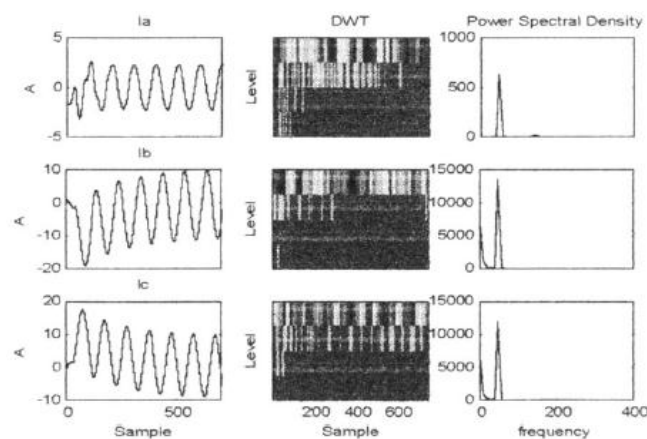 Ia DWT Power Spectral Density
5 1000
A 0 Level 500
-5 0
Ib
10 15000
0 10000
A Level
-10 5000
-20 0
Ic
20 15000
10 10000
A Level
0 5000
-10 0
0 500 200 400 600 0 200 400
Sample Sample frequency